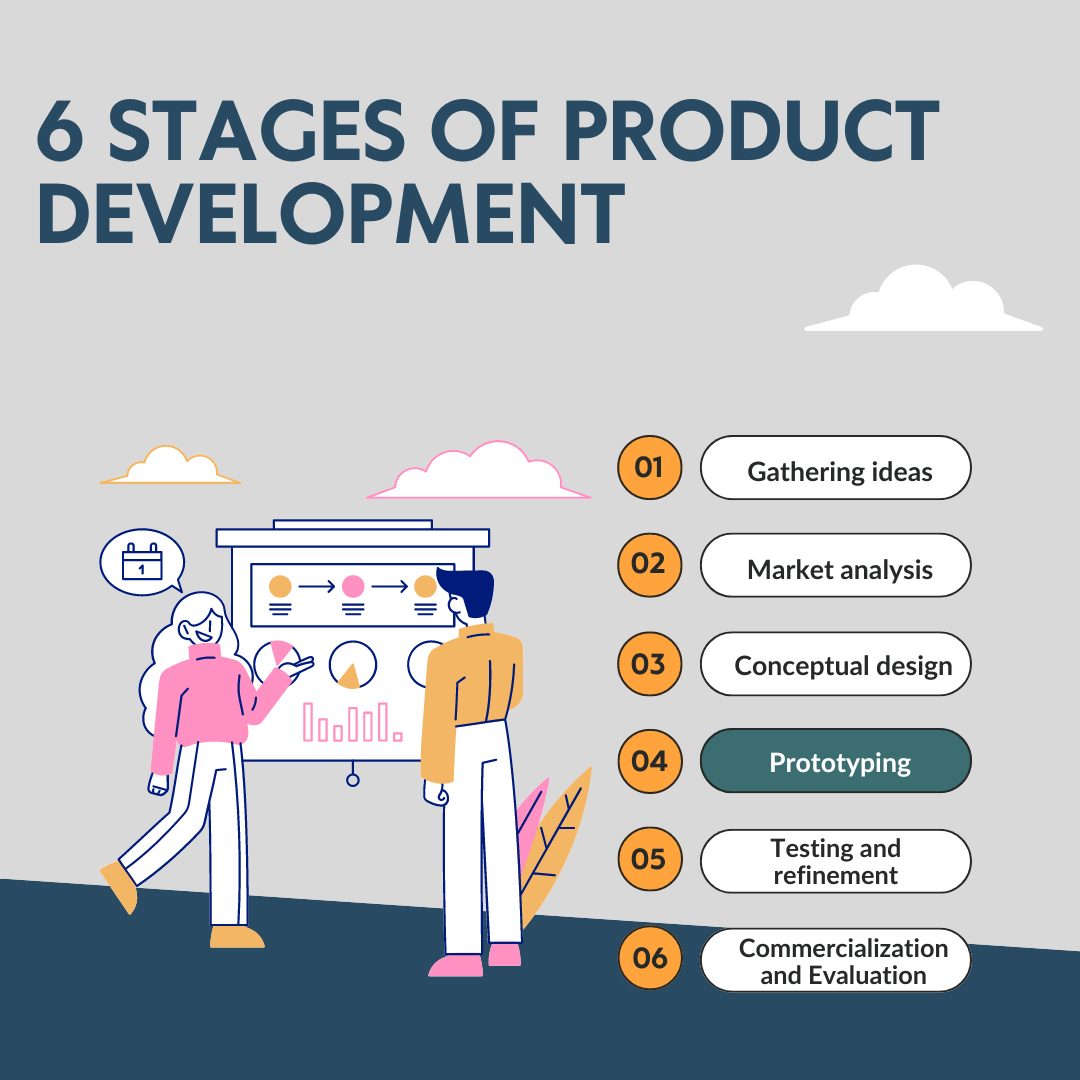 6 STAGES OF PRODUCT
DEVELOPMENT
1
01
Gathering ideas
02
Market analysis
03
Conceptual design
04
Prototyping
05
Testing and
refinement
06
Commercialization
and Evaluation